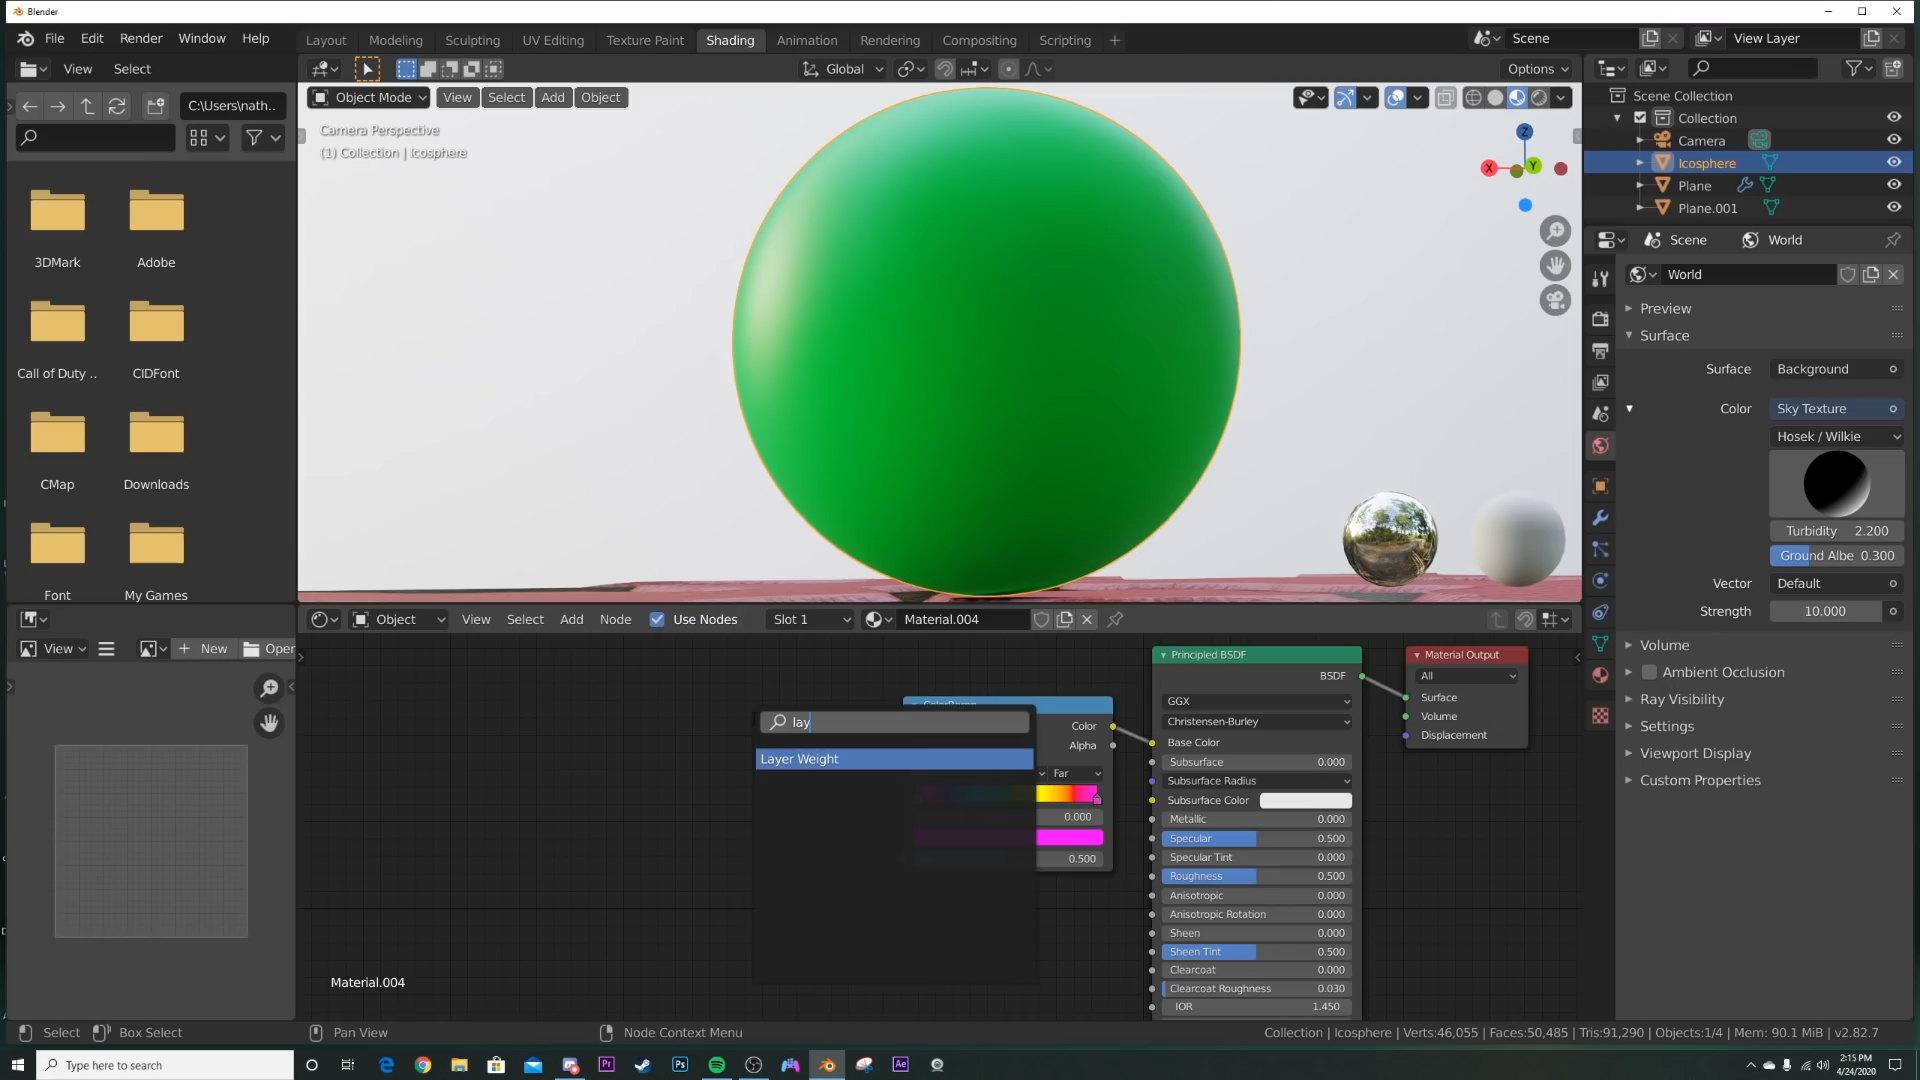 Blender
File Edit Render Window Help
Layout Modeling Sculpting UV Editing Texture Paint Shading Animation Rendering Compositing Scripting +
Scene View Layer
View Select
Global
Options
C:\Users\nath..
Object Mode View Select Add Object
Camera Perspective
(1) Collection | Icosphere
Z
X Y
3DMark Adobe
Call of Duty .. CIDFont
CMap Downloads
Font My Games
Scene Collection
Collection
Camera
Icosphere
Plane
Plane.001
Scene World
World
Preview
Surface
Surface Background
Color Sky Texture
Hosek / Wilkie
Turbidity 2.200
Ground Albe 0.300
Vector Default
Strength 10.000
Volume
Ambient Occlusion
Ray Visibility
Settings
Viewport Display
Custom Properties
Object View Select Add Node Use Nodes Slot 1 Material.004
View + New Oper
lay
Layer Weight
ColorRamp
Color
Alpha
Far
0.000
0.500
Principled BSDF
BSDF
GGX
Christensen-Burley
Base Color
Subsurface 0.000
Subsurface Radius
Subsurface Color
Metallic 0.000
Specular 0.500
Specular Tint 0.000
Roughness 0.500
Anisotropic 0.000
Anisotropic Rotation 0.000
Sheen 0.000
Sheen Tint 0.500
Clearcoat 0.000
Clearcoat Roughness 0.030
IOR 1.450
Material Output
All
Surface
Volume
Displacement
Material.004
Select Box Select Pan View Node Context Menu
Collection | Icosphere | Verts:46,055 | Faces:50,485 | Tris:91,290 | Objects:1/4 | Mem: 90.1 MiB | v2.82.7
Type here to search
Pr Ps Ae
2:15 PM
4/24/2020